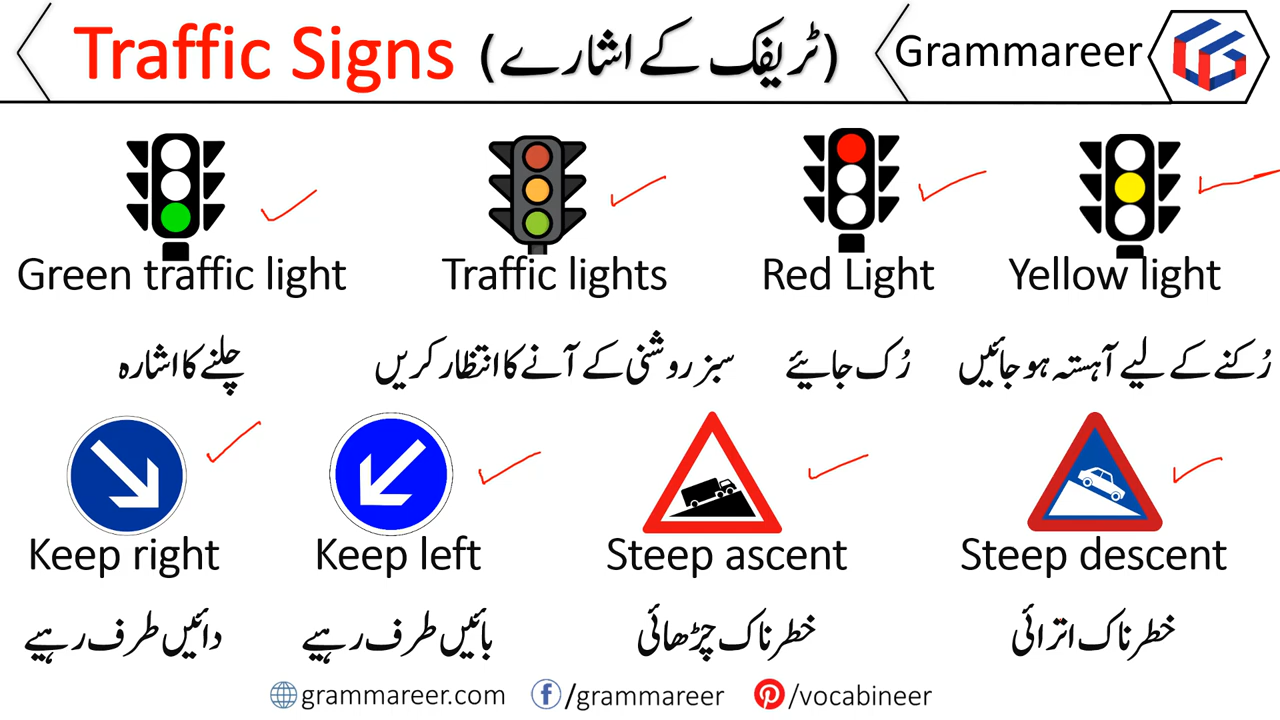 Traffic Signs (ٹریفک کے اشارے) Grammareer
Green traffic light Traffic lights Red Light Yellow light
چلنے کا اشارہ سبز روشنی کے آنے کا انتظار کریں رُک جایئے رُکنے کے لیے آہستہ ہو جائیں
Keep right Keep left Steep ascent Steep descent
دائیں طرف رہیے بائیں طرف رہیے خطرناک چڑھائی خطرناک اترائی
grammareer.com /grammareer /vocabineer